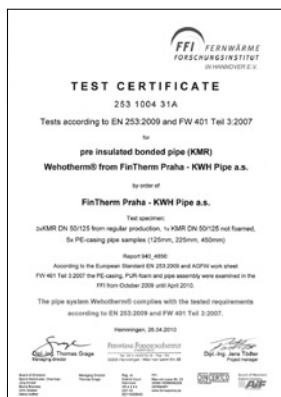 FFI FERNWÄRME
FORSCHUNGSINSTITUT
IN HANNOVER E.V.
TEST CERTIFICATE
253 1004 31A
Tests according to EN 253:2009 and FW 401 Teil 3:2007
for
pre insulated bonded pipe (KMR)
Wehotherm® from FinTherm Praha - KWH Pipe a.s.
by order of
FinTherm Praha - KWH Pipe a.s.
Test specimen:
2xKMR DN 50/125 from regular production, 1x KMR DN 50/125 not foamed,
5x PE-casing pipe samples (125mm, 225mm, 450mm)
Report 940_4656:
According to the European Standard EN 253:2009 and AGFW work sheet
FW 401 Teil 3:2007 the PE-casing, PUR-foam and pipe assembly were examined in the
FFI from October 2009 until April 2010.
The pipe system Wehotherm® complies with the tested requirements
according to EN 253:2009 and FW 401 Teil 3:2007.
Hemmingen, 26.04.2010
Dipl.-Ing. Thomas Grage
Managing director
Fernwärme Forschungsinstitut
Dipl.-Ing. Jens Tödter
Project manager
DINCERTCO
AiF